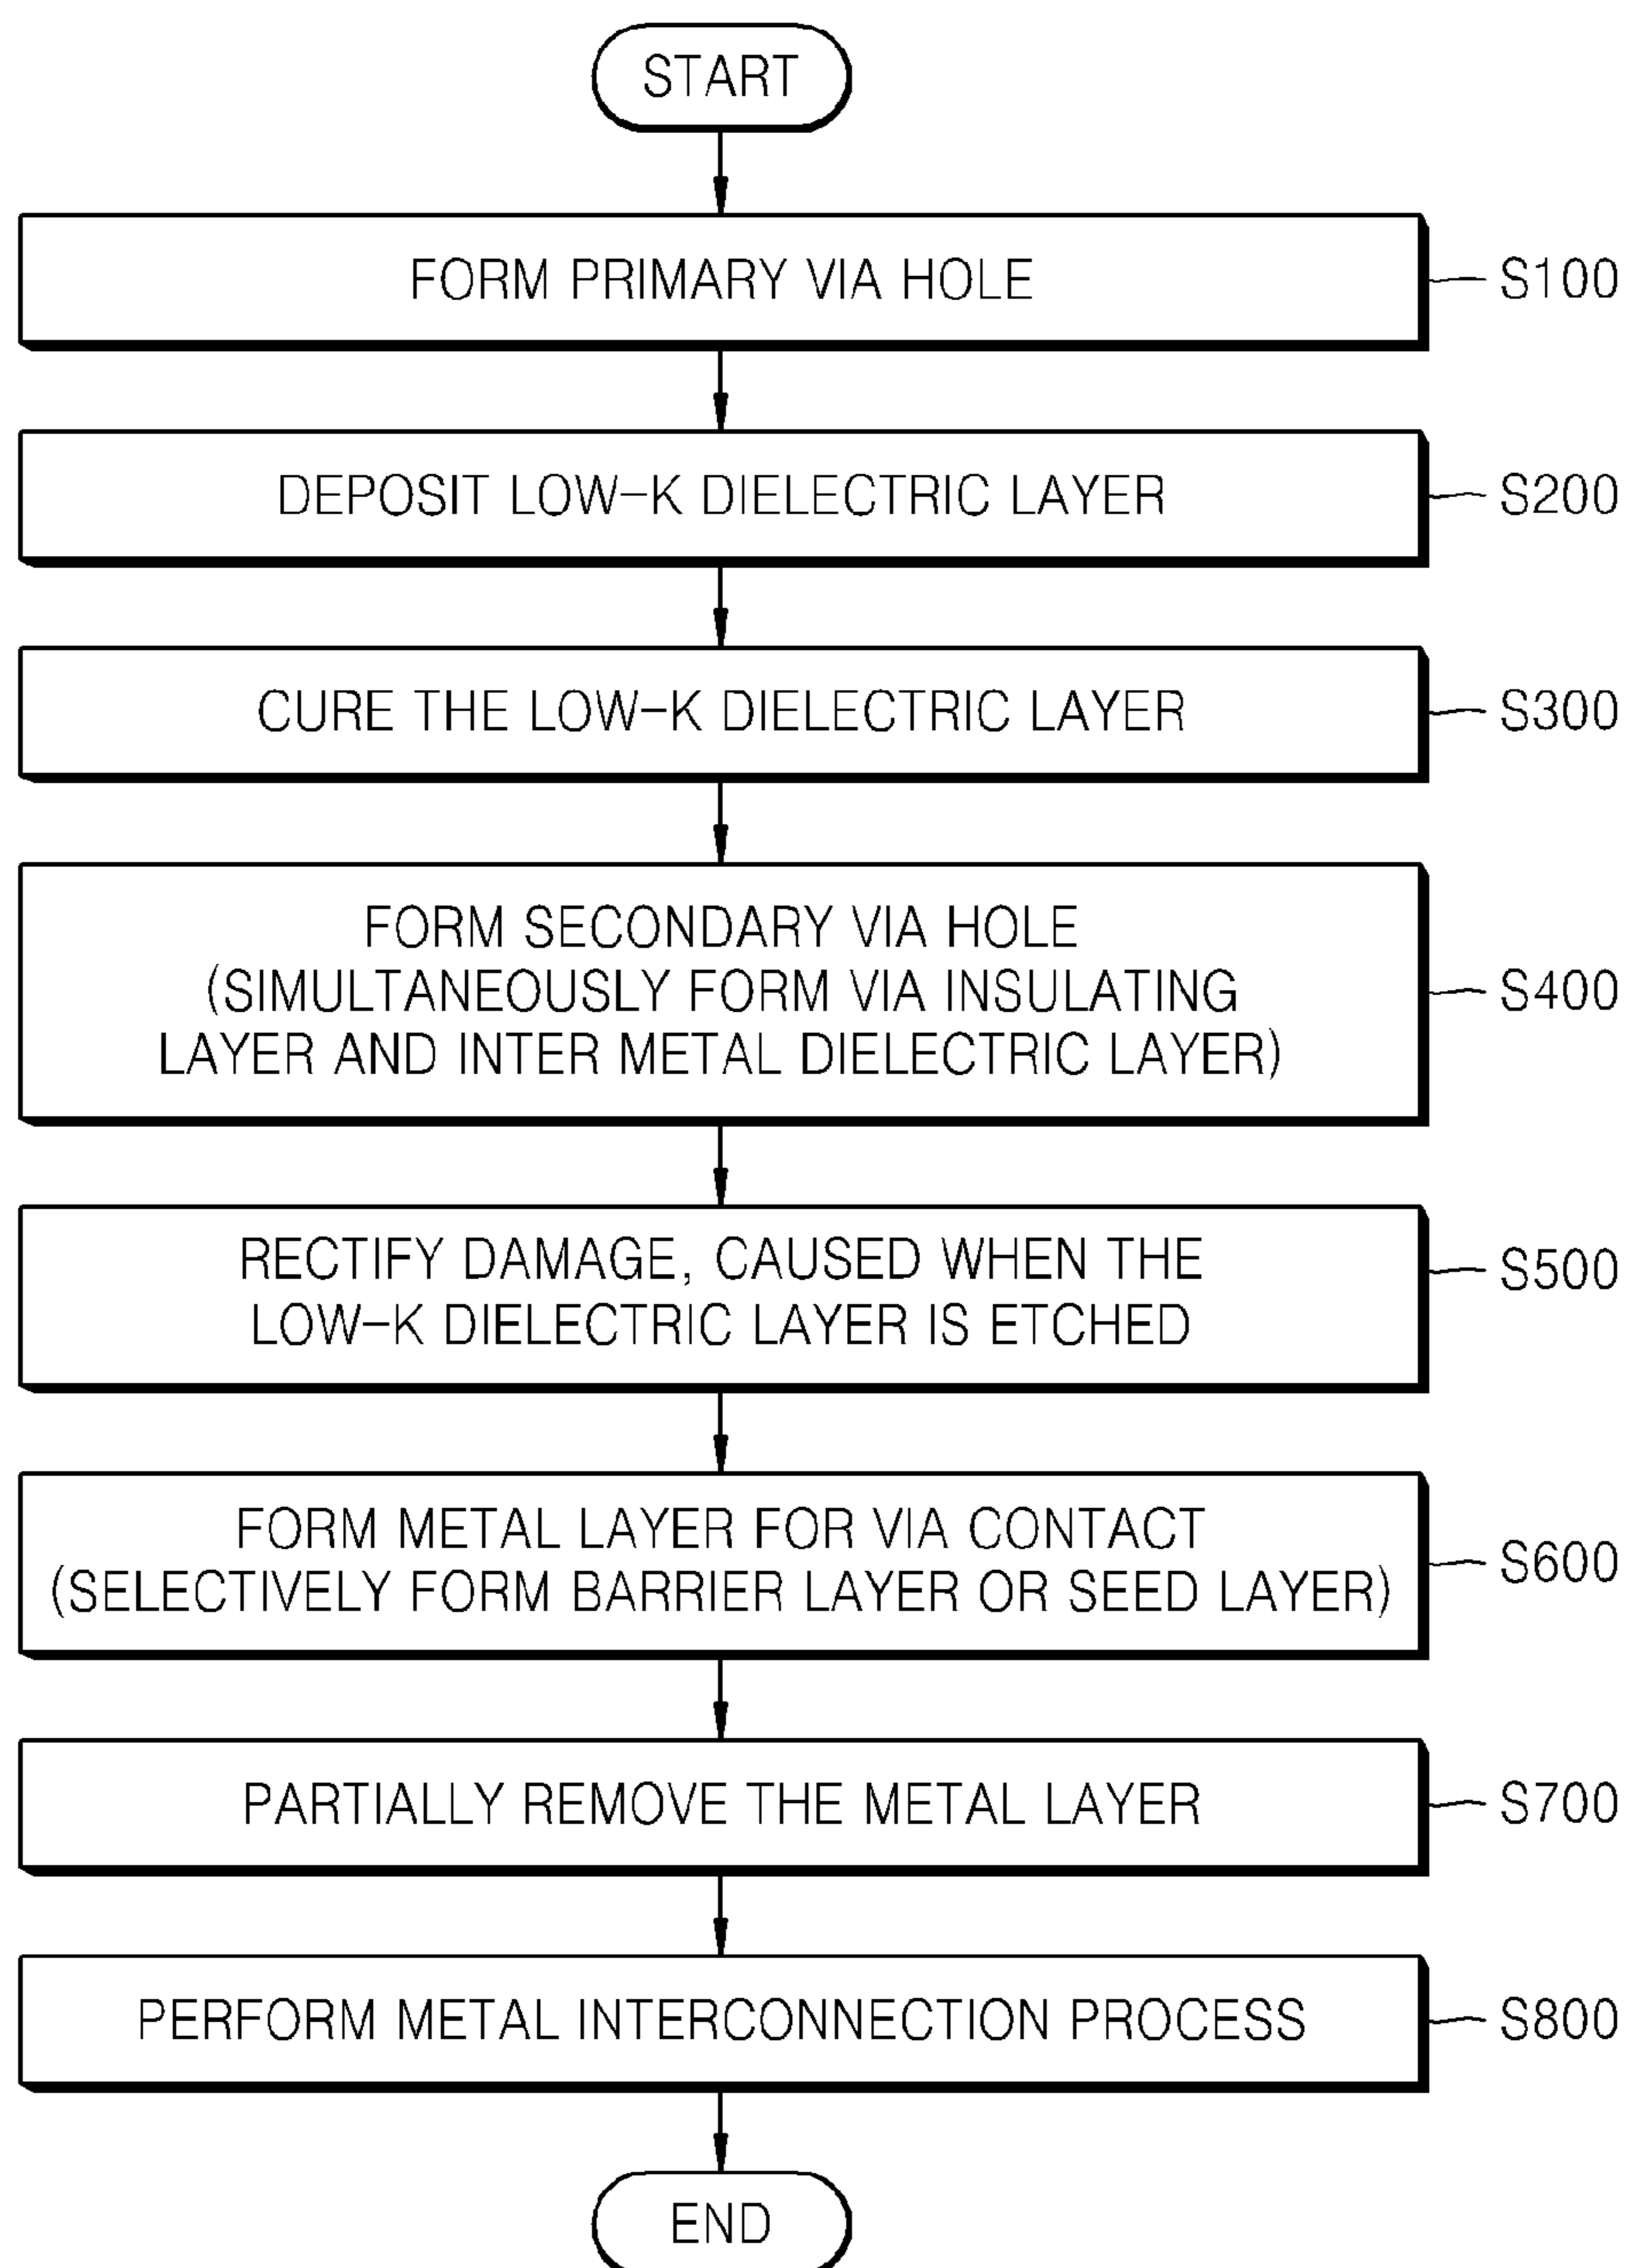 START
FORM PRIMARY VIA HOLE
S100
DEPOSIT LOW-K DIELECTRIC LAYER
S200
CURE THE LOW-K DIELECTRIC LAYER
S300
FORM SECONDARY VIA HOLE
(SIMULTANEOUSLY FORM VIA INSULATING
LAYER AND INTER METAL DIELECTRIC LAYER)
S400
RECTIFY DAMAGE, CAUSED WHEN THE
LOW-K DIELECTRIC LAYER IS ETCHED
S500
FORM METAL LAYER FOR VIA CONTACT
(SELECTIVELY FORM BARRIER LAYER OR SEED LAYER)
S600
PARTIALLY REMOVE THE METAL LAYER
S700
PERFORM METAL INTERCONNECTION PROCESS
S800
END